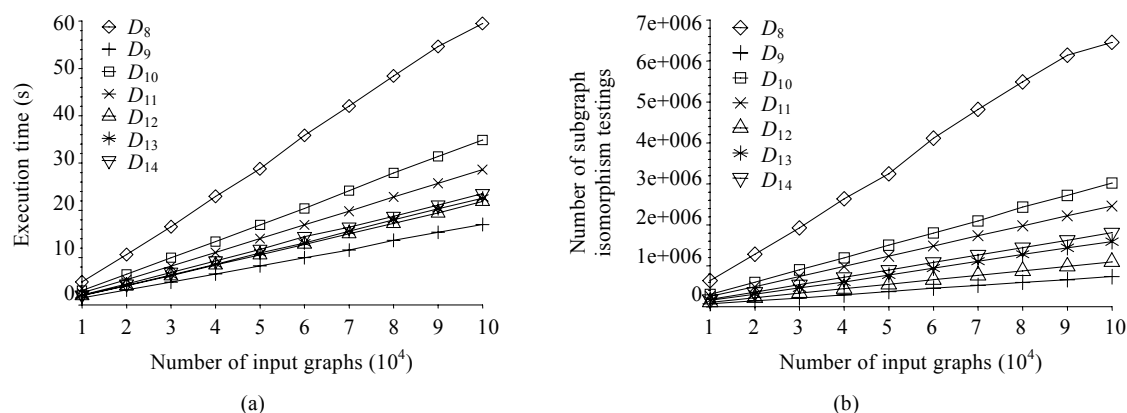 60
50
40
30
20
10
0
Execution time (s)
D8
D9
D10
D11
D12
D13
D14
1 2 3 4 5 6 7 8 9 10
Number of input graphs (10^4)
(a)
7e+006
6e+006
5e+006
4e+006
3e+006
2e+006
1e+006
0
Number of subgraph
isomorphism testings
D8
D9
D10
D11
D12
D13
D14
1 2 3 4 5 6 7 8 9 10
Number of input graphs (10^4)
(b)